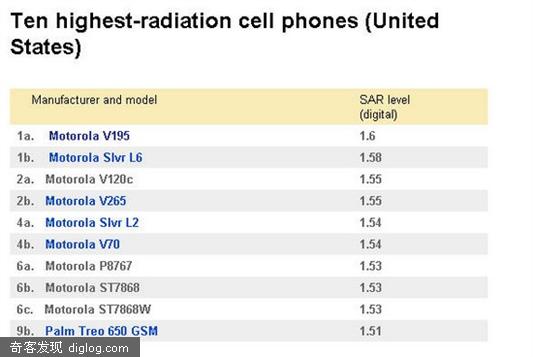 Ten highest-radiation cell phones (United
States)
Manufacturer and model SAR level
(digital)
1a. Motorola V195 1.6
1b. Motorola Slvr L6 1.58
2a. Motorola V120c 1.55
2b. Motorola V265 1.55
4a. Motorola Slvr L2 1.54
4b. Motorola V70 1.54
6a. Motorola P8767 1.53
6b. Motorola ST7868 1.53
6c. Motorola ST7868W 1.53
9b. Palm Treo 650 GSM 1.51
奇客发现 diglog.com